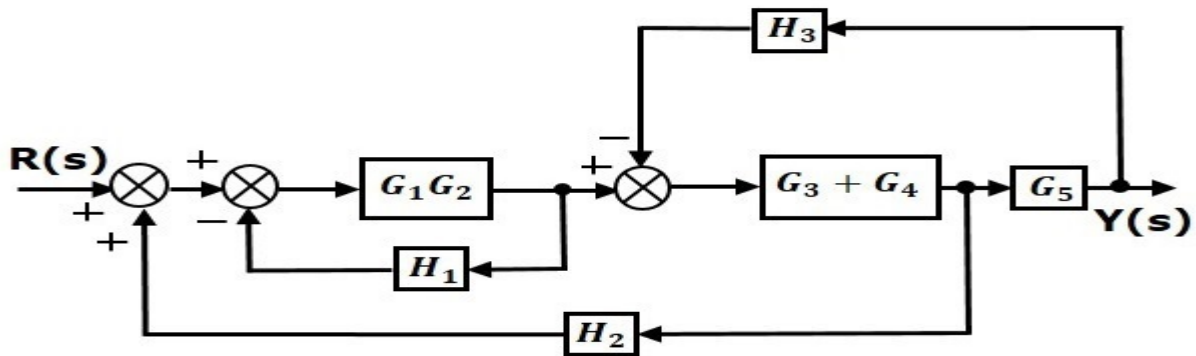 H₃
R(s)
+
+
+
+
−
G₁G₂
+
−
G₃ + G₄
G₅
Y(s)
H₁
H₂